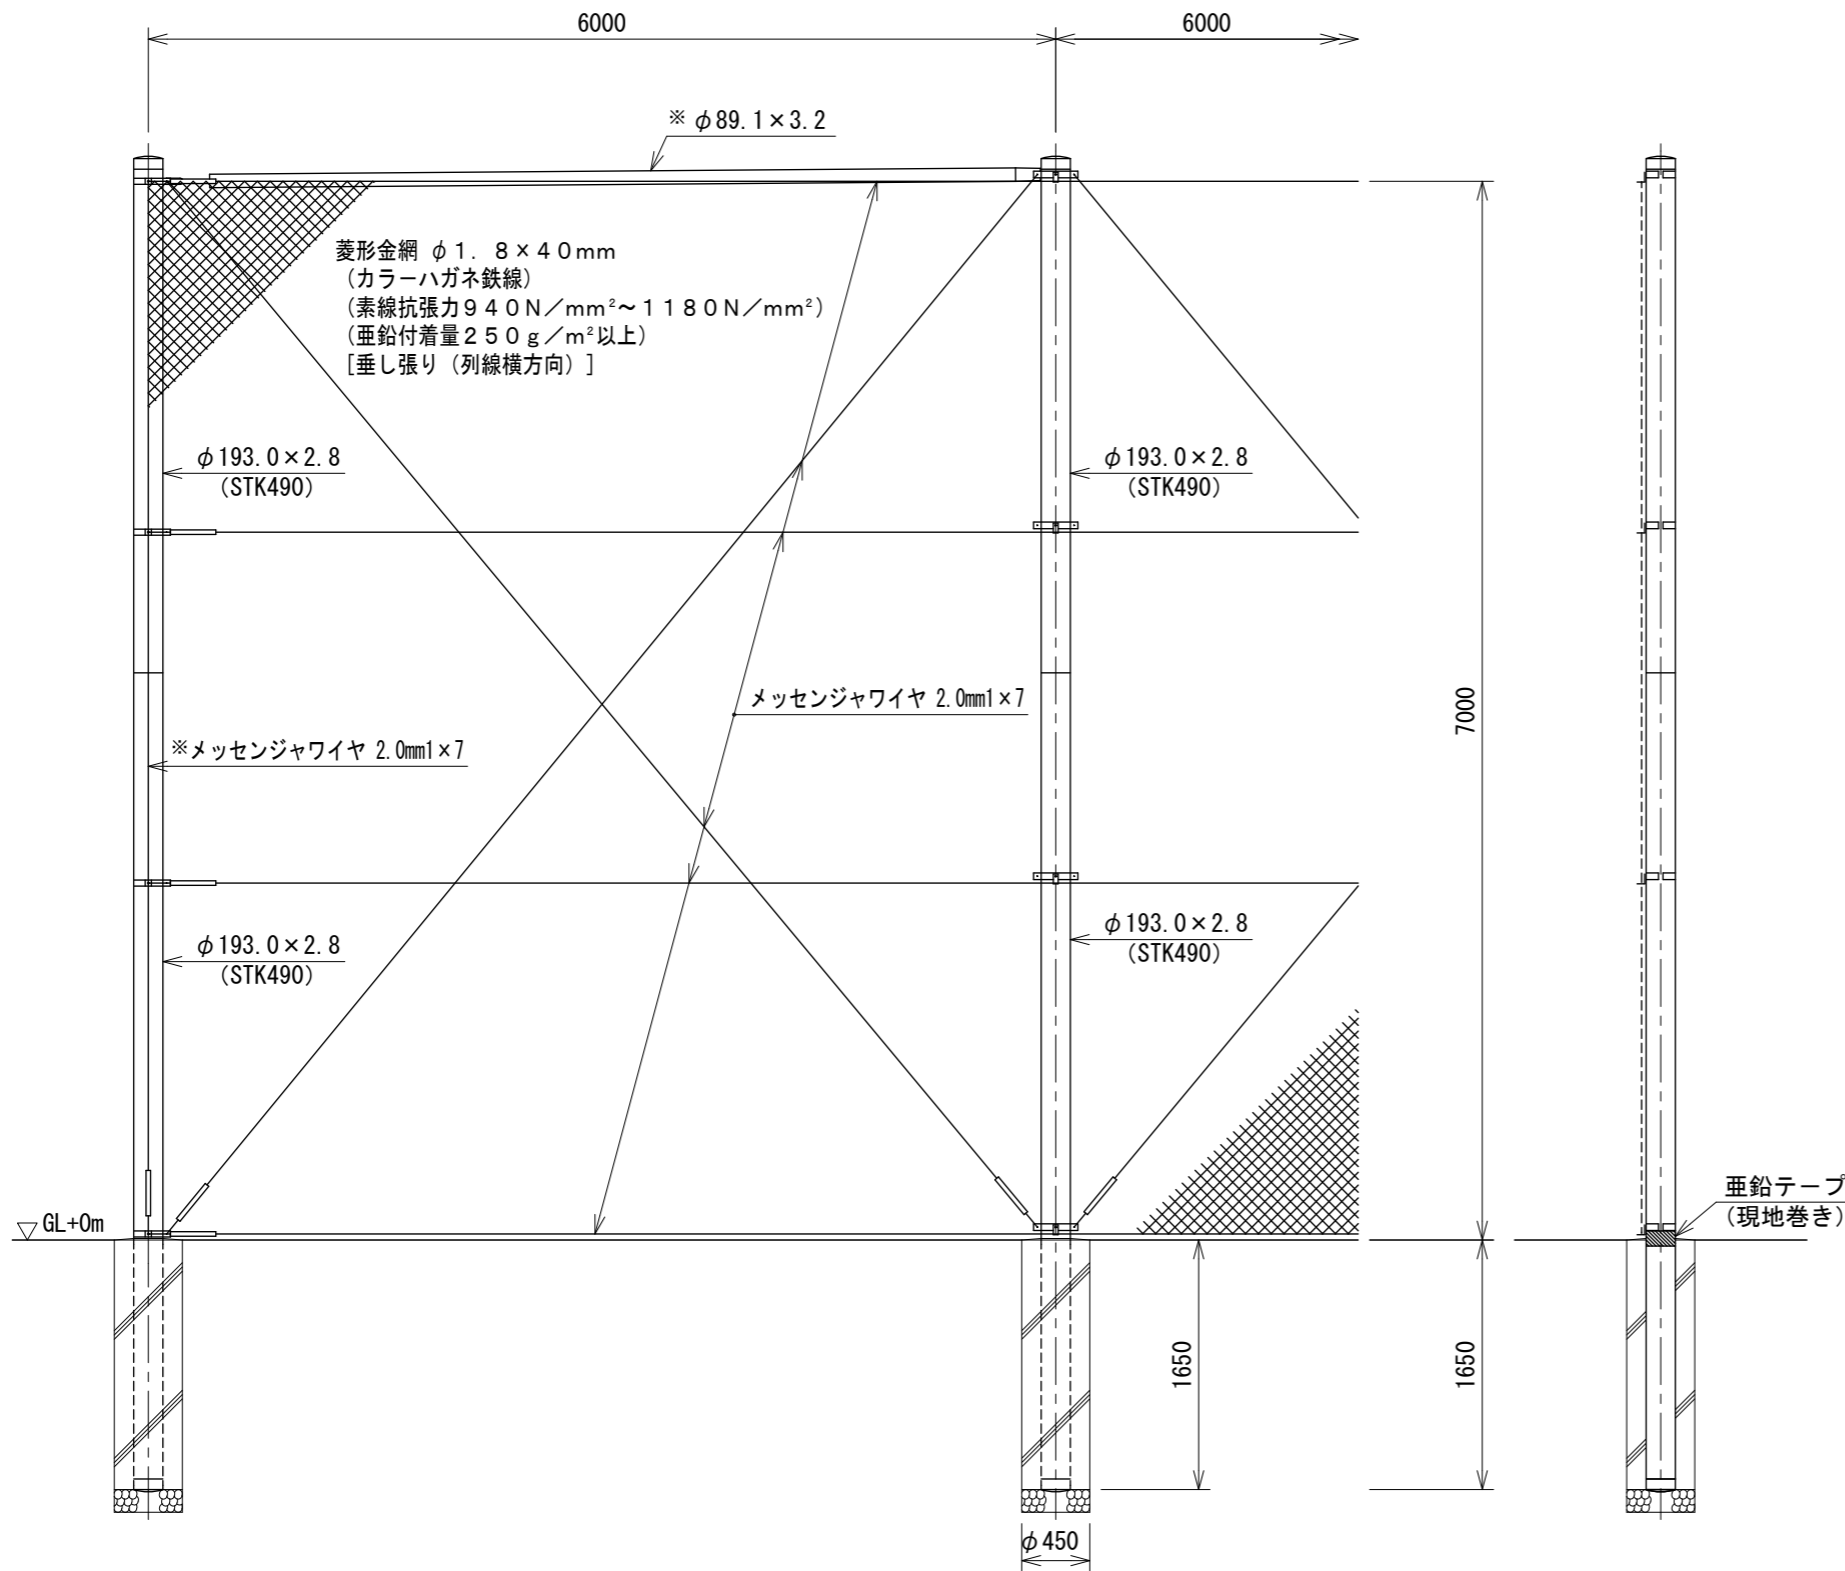 6000
6000
※ φ89.1×3.2
菱形金網 φ1.8×40mm
(カラーハガネ鉄線)
(素線抗張力940N/mm²~1180N/mm²)
(亜鉛付着量250g/m²以上)
[垂し張り(列線横方向)]
φ193.0×2.8
(STK490)
φ193.0×2.8
(STK490)
メッセンジャワイヤ 2.0mm1×7
※メッセンジャワイヤ 2.0mm1×7
7000
φ193.0×2.8
(STK490)
φ193.0×2.8
(STK490)
亜鉛テープ
(現地巻き)
GL+0m
1650
1650
φ450